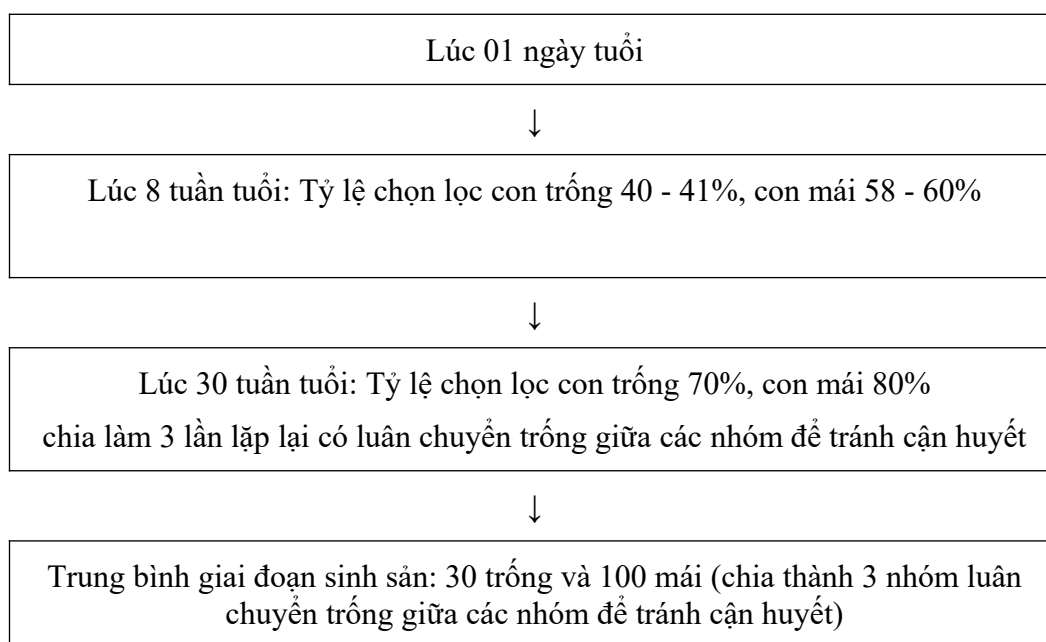 Lúc 01 ngày tuổi
↓
Lúc 8 tuần tuổi: Tỷ lệ chọn lọc con trống 40 - 41%, con mái 58 - 60%
↓
Lúc 30 tuần tuổi: Tỷ lệ chọn lọc con trống 70%, con mái 80%
chia làm 3 lần lặp lại có luân chuyển trống giữa các nhóm để tránh cận huyết
↓
Trung bình giai đoạn sinh sản: 30 trống và 100 mái (chia thành 3 nhóm luân
chuyển trống giữa các nhóm để tránh cận huyết)